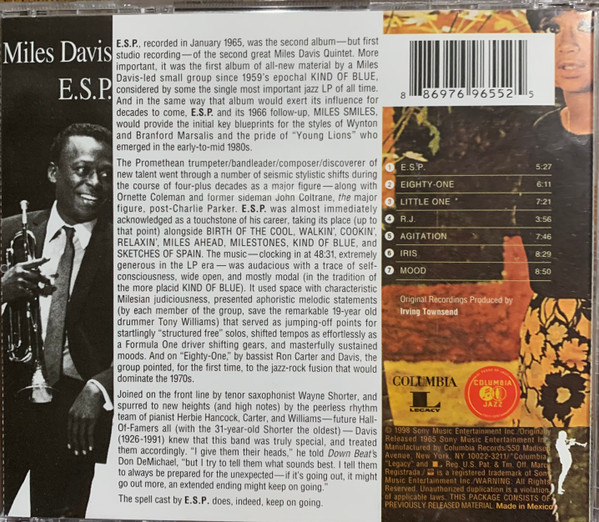 Miles Davis
E.S.P.
E.S.P., recorded in January 1965, was the second album—but first
studio recording—of the second great Miles Davis Quintet. More
important, it was the first album of all-new material by a Miles
Davis-led small group since 1959's epochal KIND OF BLUE,
considered by some the single most important jazz LP of all time.
And in the same way that album would exert its influence for
decades to come, E.S.P. and its 1966 follow-up, MILES SMILES,
would provide the initial key blueprints for the styles of Wynton
and Branford Marsalis and the pride of "Young Lions" who
emerged in the early-to-mid 1980s.
The Promethean trumpeter/bandleader/composer/discoverer of
new talent went through a number of seismic stylistic shifts during
the course of four-plus decades as a major figure—along with
Ornette Coleman and former sideman John Coltrane, the major
figure, post-Charlie Parker. E.S.P. was almost immediately
acknowledged as a touchstone of his career, taking its place (up to
that point) alongside BIRTH OF THE COOL, WALKIN', COOKIN',
RELAXIN', MILES AHEAD, MILESTONES, KIND OF BLUE, and
SKETCHES OF SPAIN. The music—clocking in at 48:31, extremely
generous in the LP era—was audacious with a trace of self-
consciousness, wide open, and mostly modal (in the tradition of
the more placid KIND OF BLUE). It used space with characteristic
Milesian judiciousness, presented aphoristic melodic statements
(by each member of the group, save the remarkable 19-year old
drummer Tony Williams) that served as jumping-off points for
startlingly "structured free" solos, shifted tempos as effortlessly as
a Formula One driver shifting gears, and masterfully sustained
moods. And on "Eighty-One," by bassist Ron Carter and Davis, the
group pointed, for the first time, to the jazz-rock fusion that would
dominate the 1970s.
Joined on the front line by tenor saxophonist Wayne Shorter, and
spurred to new heights (and high notes) by the peerless rhythm
team of pianist Herbie Hancock, Carter, and Williams—future Hall-
Of-Famers all (with the 31-year-old Shorter the oldest)—Davis
(1926-1991) knew that this band was truly special, and treated
them accordingly. "I give them their heads," he told Down Beat's
Don DeMichael, "but I try to tell them what sounds best. I tell them
to always be prepared for the unexpected—if it's going out, it might
go out more, an extended ending might keep on going."
The spell cast by E.S.P. does, indeed, keep on going.
8 86976 96552 5
1 E.S.P. 5:27
2 EIGHTY-ONE 6:11
3 LITTLE ONE 7:21
4 R.J. 3:56
5 AGITATION 7:46
6 IRIS 8:29
7 MOOD 8:50
Original Recordings Produced by
Irving Townsend
COLUMBIA
L
LEGACY
COLUMBIA
JAZZ
© 1998 Sony Music Entertainment Inc./Originally
Released 1965 Sony Music Entertainment Inc./
Manufactured by Columbia Records/550 Madison
Avenue, New York, NY 10022-3211/"Columbia,"
"Legacy" and L Reg. U.S. Pat. & Tm. Off. Marca
Registrada./ is a registered trademark of Sony
Music Entertainment Inc./WARNING: All Rights
Reserved. Unauthorized duplication is a violation
of applicable laws. THIS PACKAGE CONSISTS OF
PREVIOUSLY RELEASED MATERIAL. Made in Mexico